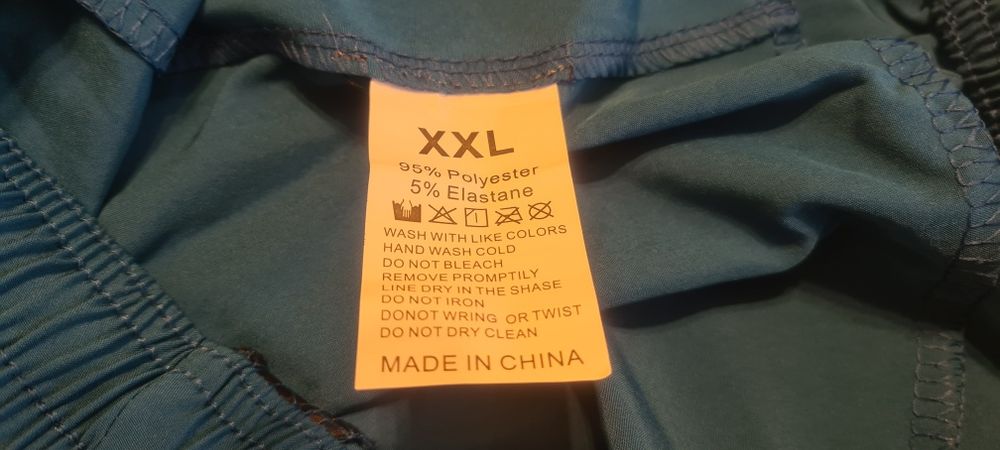 XXL
95% Polyester
5% Elastane
WASH WITH LIKE COLORS
HAND WASH COLD
DO NOT BLEACH
REMOVE PROMPTILY
LINE DRY IN THE SHASE
DO NOT IRON
DONOT WRING OR TWIST
DO NOT DRY CLEAN
MADE IN CHINA